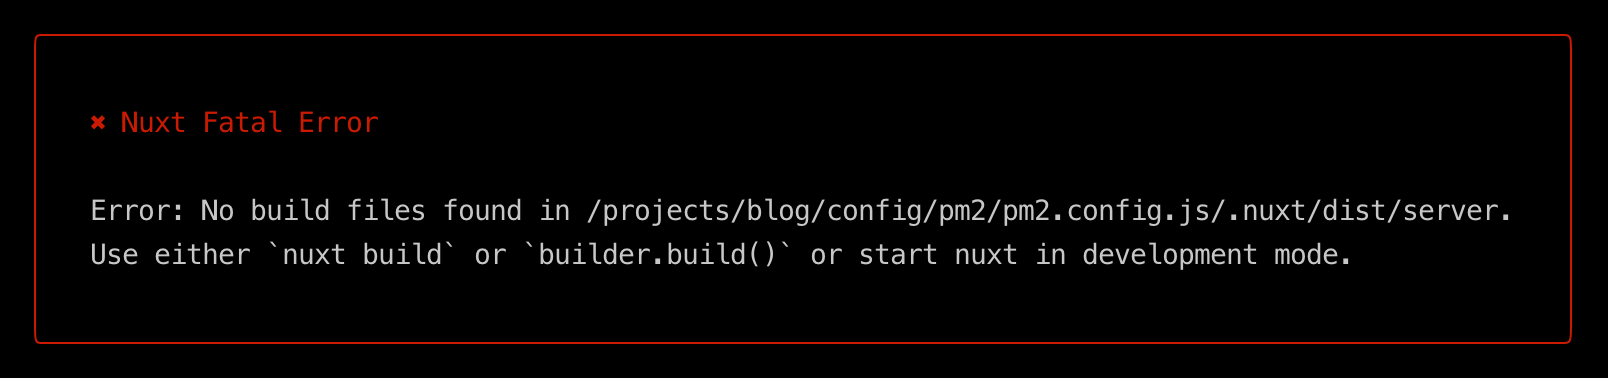 ✖ Nuxt Fatal Error
Error: No build files found in /projects/blog/config/pm2/pm2.config.js/.nuxt/dist/server.
Use either `nuxt build` or `builder.build()` or start nuxt in development mode.